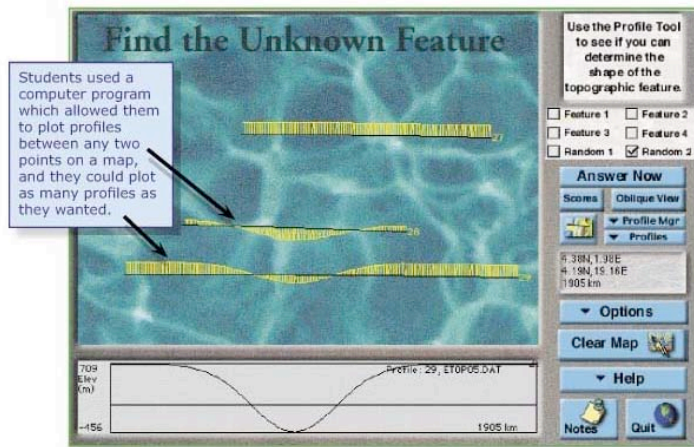 Find the Unknown Feature
Students used a
computer program
which allowed them
to plot profiles
between any two
points on a map,
and they could plot
as many profiles as
they wanted.
27
28
29
709
Elev
(m)
-456
Profile: 29, ETOP05.DAT
1905 km
Use the Profile Tool
to see if you can
determine the
shape of the
topographic feature.
Feature 1
Feature 2
Feature 3
Feature 4
Random 1
Random 2
Answer Now
Scores
Oblique View
Profile Mgr
Profiles
4.38N,1.98E
4.19N,19.16E
1905 km
Options
Clear Map
Help
Notes
Quit